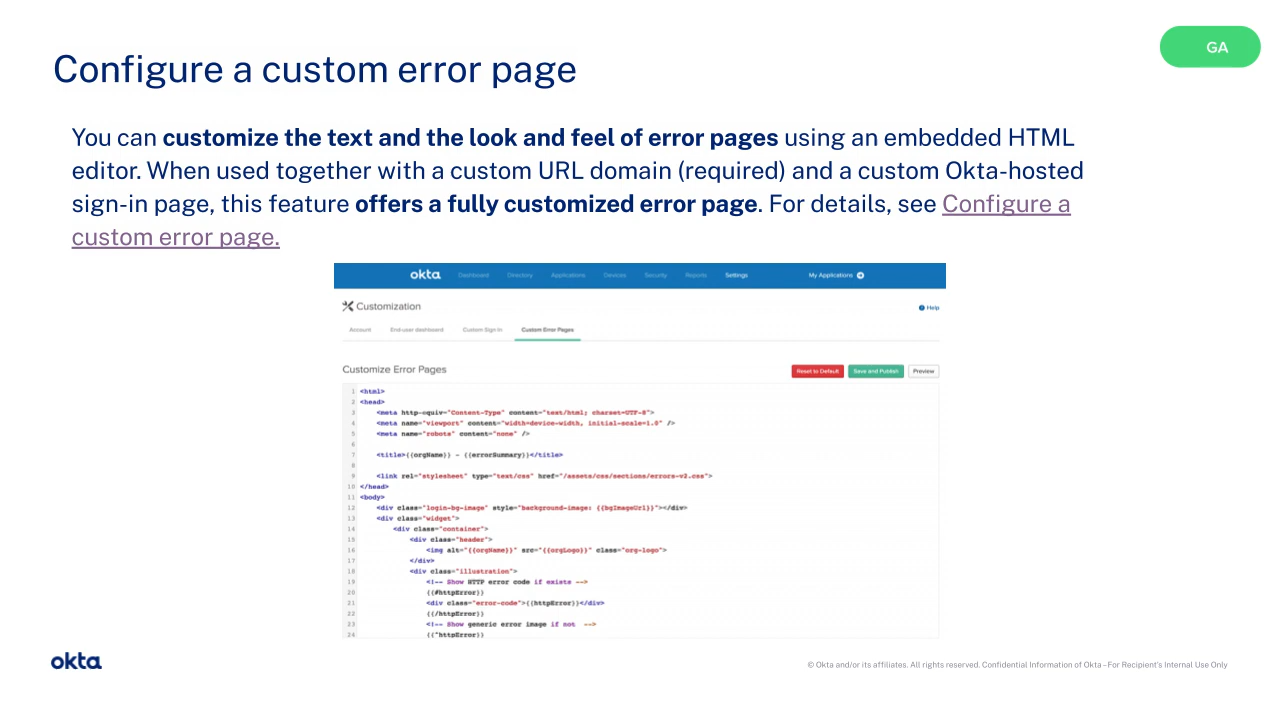 Configure a custom error page
GA
You can customize the text and the look and feel of error pages using an embedded HTML
editor. When used together with a custom URL domain (required) and a custom Okta-hosted
sign-in page, this feature offers a fully customized error page. For details, see Configure a
custom error page.
okta Dashboard Directory Applications Devices Security Reports Settings My Applications
Customization
Help
Account End-user dashboard Custom Sign In Custom Error Pages
Customize Error Pages
Reset to Default Save and Publish Preview
1 <html>
2 <head>
3 <meta http-equiv="Content-Type" content="text/html; charset=UTF-8">
4 <meta name="viewport" content="width=device-width, initial-scale=1.0" />
5 <meta name="robots" content="none" />
6
7 <title>{{orgName}} - {{errorSummary}}</title>
8
9 <link rel="stylesheet" type="text/css" href="/assets/css/sections/errors-v2.css">
10 </head>
11 <body>
12 <div class="login-bg-image" style="background-image: {{bgImageUrl}}"></div>
13 <div class="widget">
14 <div class="container">
15 <div class="header">
16 <img alt="{{orgName}}" src="{{orgLogo}}" class="org-logo">
17 </div>
18 <div class="illustration">
19 <!-- Show HTTP error code if exists -->
20 {{#httpError}}
21 <div class="error-code">{{httpError}}</div>
22 {{/httpError}}
23 <!-- Show generic error image if not -->
24 {{^httpError}}
okta
© Okta and/or its affiliates. All rights reserved. Confidential Information of Okta – For Recipient's Internal Use Only